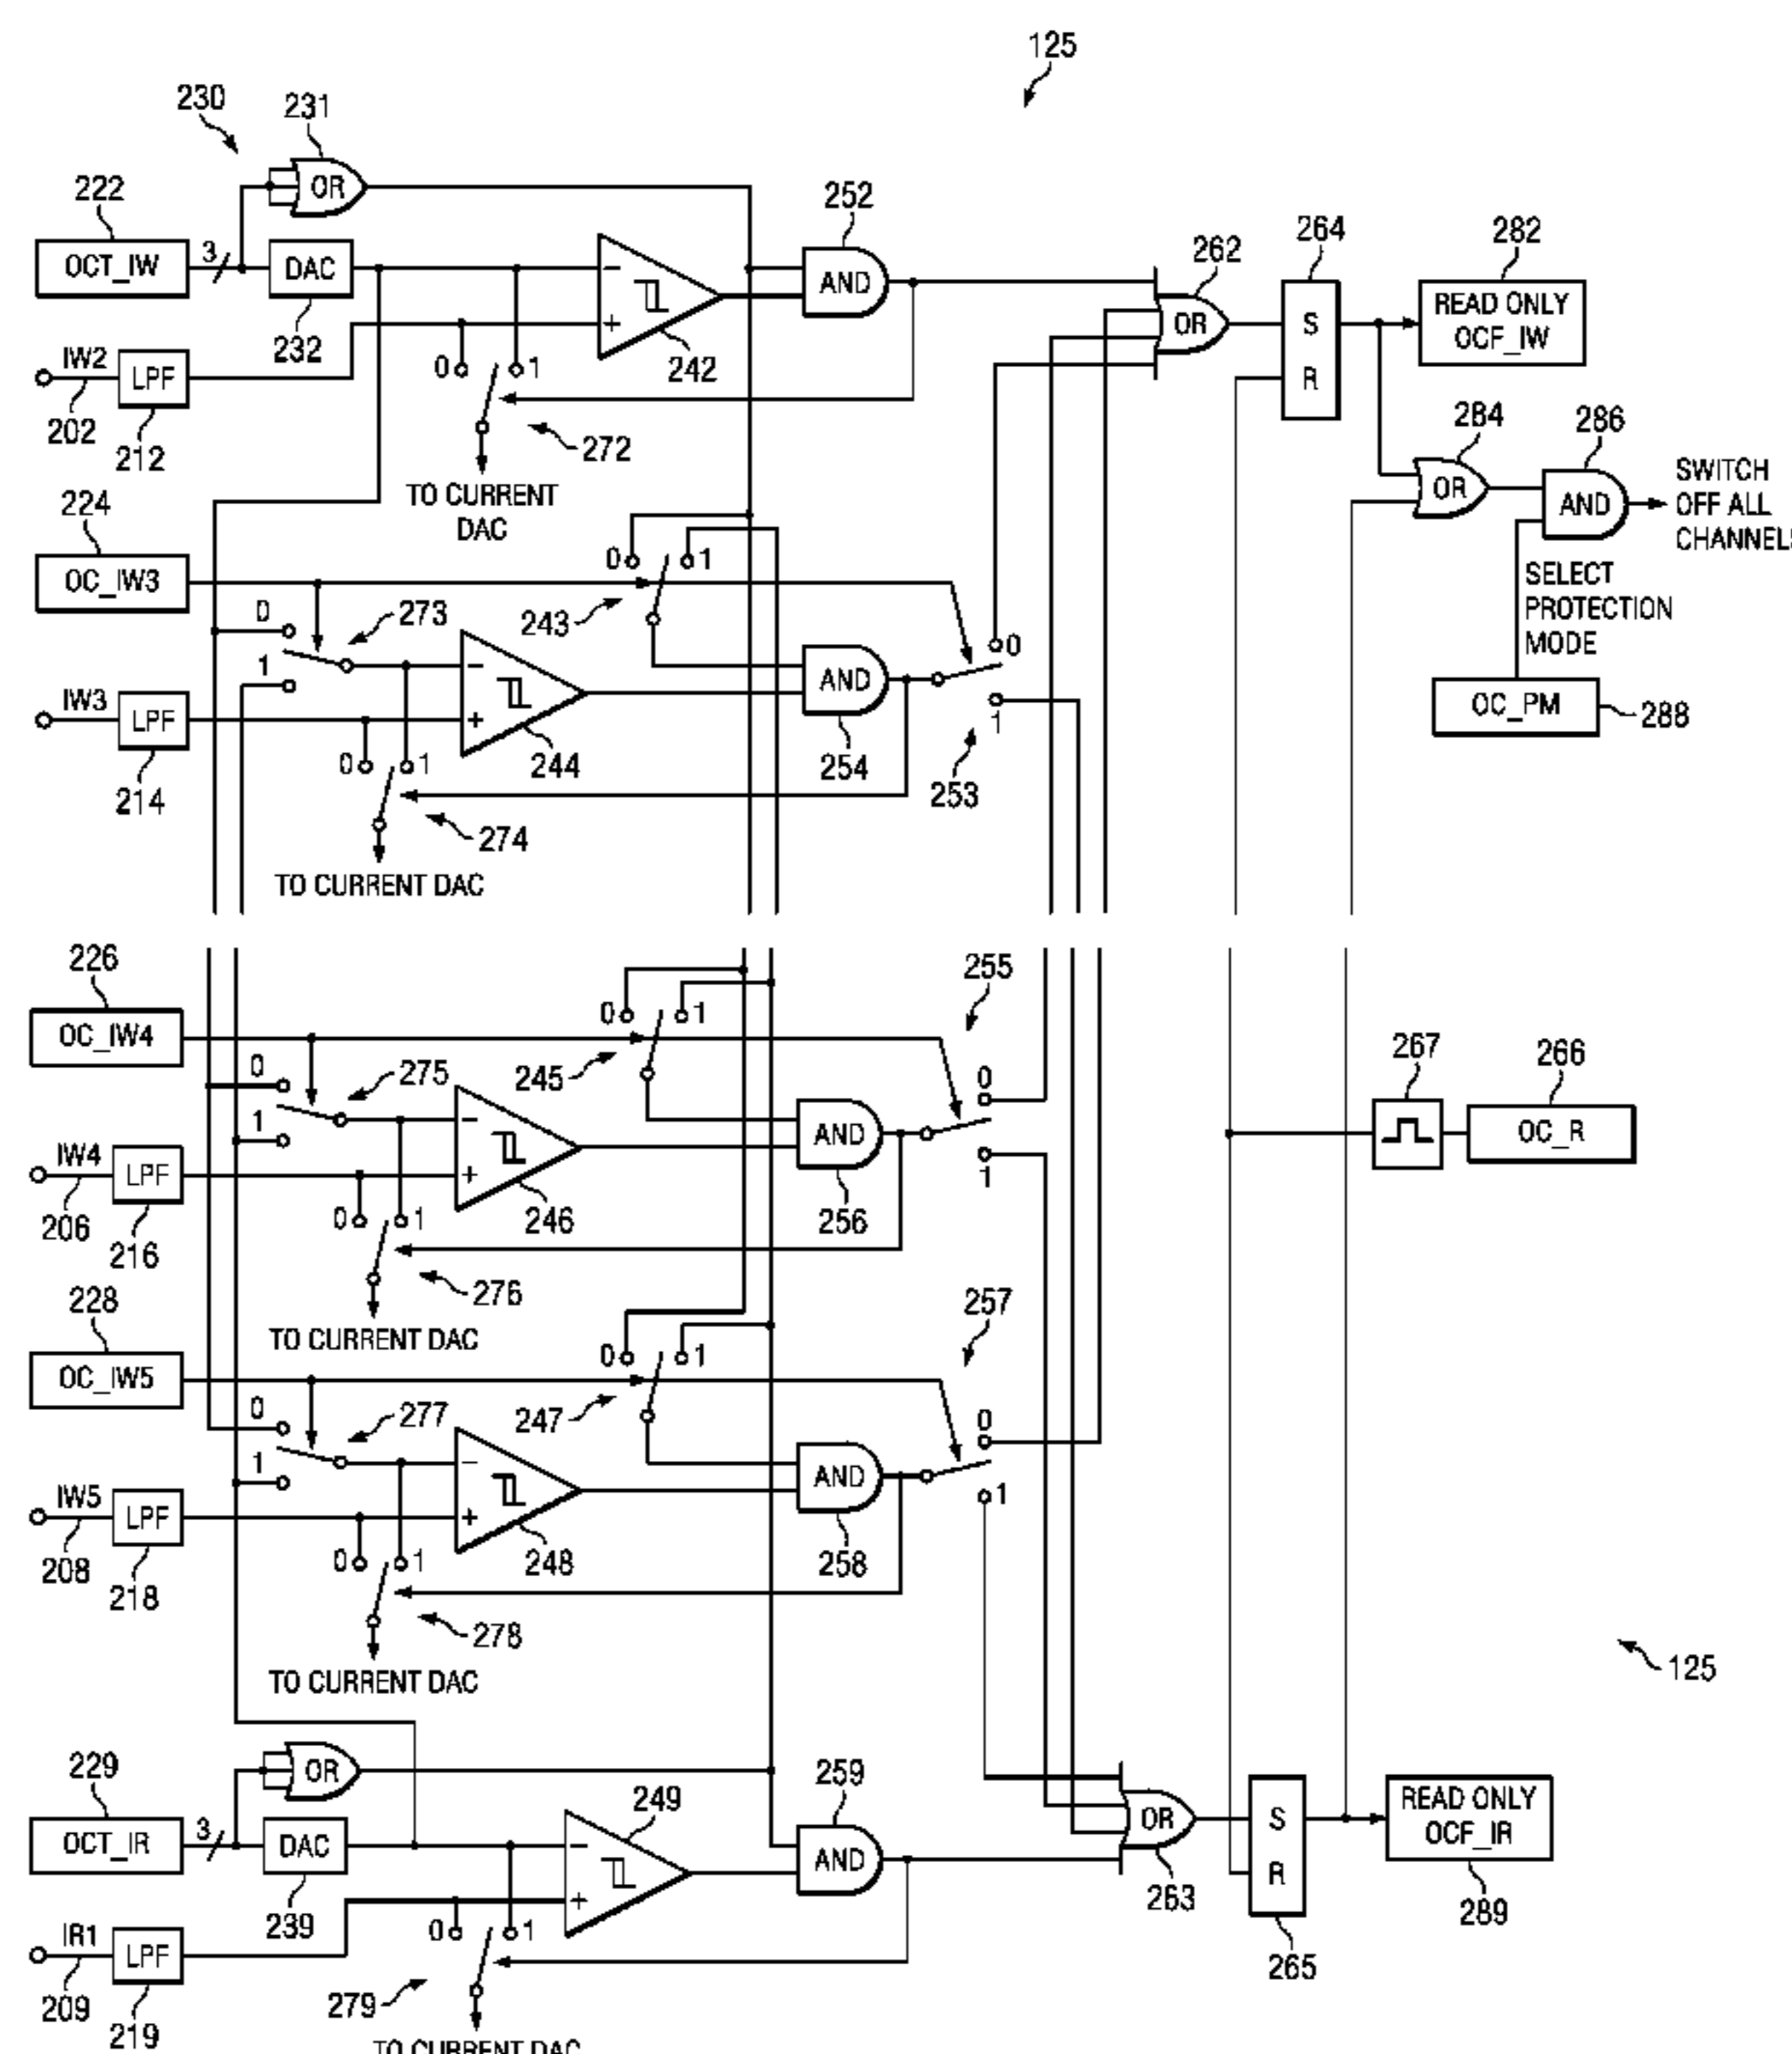 125
230
231
OR
222
252
OCT_IW
3
DAC
232
242
AND
262
OR
264
S
R
282
READ ONLY
OCF_IW
IW2
LPF
202
212
0
1
272
TO CURRENT
DAC
284
OR
286
AND
SWITCH
OFF ALL
CHANNELS
SELECT
PROTECTION
MODE
OC_PM
288
224
OC_IW3
0
1
243
0
273
1
IW3
LPF
214
244
AND
254
0
1
253
0
1
274
TO CURRENT DAC
226
OC_IW4
0
1
245
255
0
275
1
IW4
LPF
206
216
246
AND
256
0
1
0
1
276
TO CURRENT DAC
267
266
OC_R
228
OC_IW5
0
1
247
257
0
277
1
IW5
LPF
208
218
248
AND
258
0
1
0
1
278
TO CURRENT DAC
125
229
OR
OCT_IR
3
DAC
239
249
259
AND
OR
263
S
R
265
READ ONLY
OCF_IR
289
IR1
LPF
209
219
0
1
279
TO CURRENT DAC